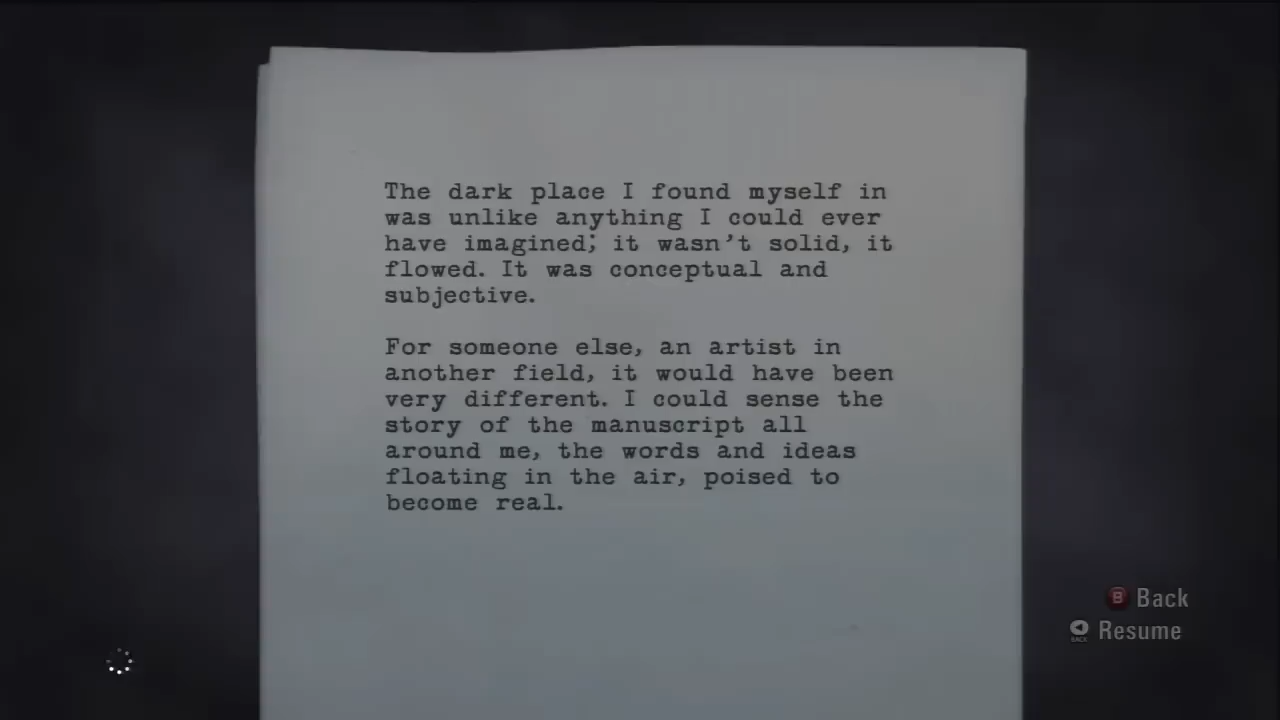 The dark place I found myself in
was unlike anything I could ever
have imagined; it wasn't solid, it
flowed. It was conceptual and
subjective.
For someone else, an artist in
another field, it would have been
very different. I could sense the
story of the manuscript all
around me, the words and ideas
floating in the air, poised to
become real.
B Back
BACK Resume